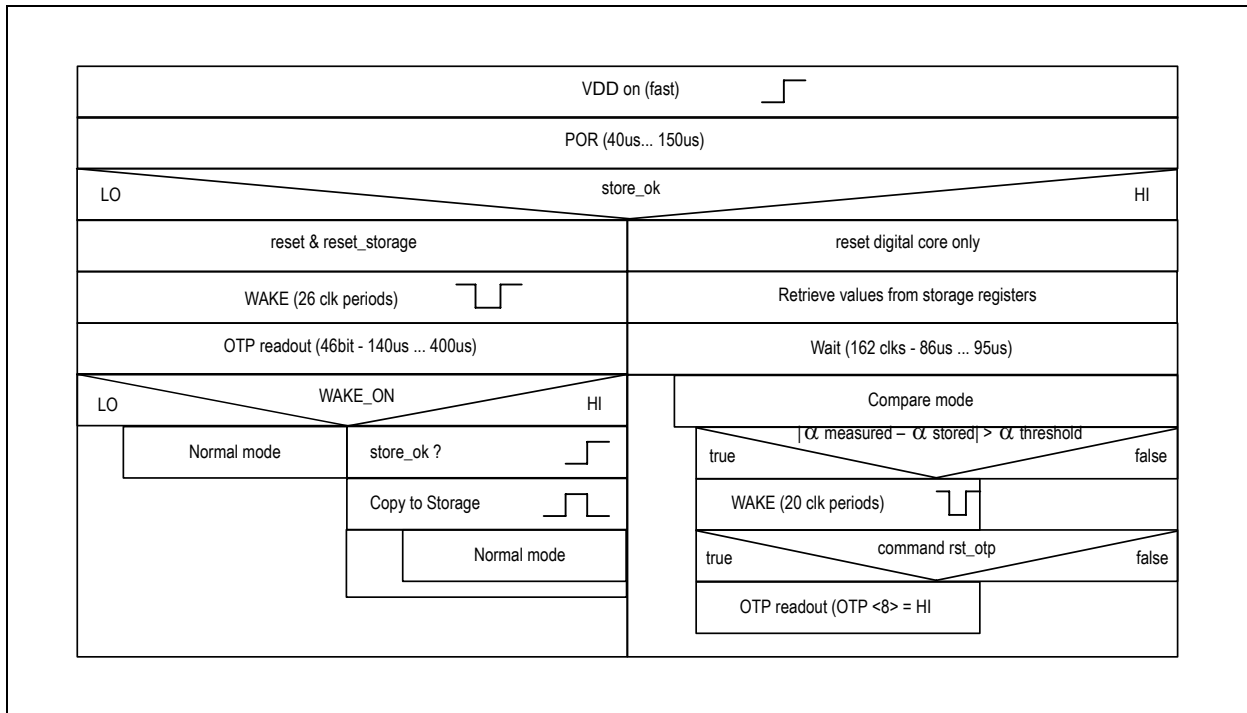 VDD on (fast)
POR (40us... 150us)
LO store_ok HI
reset & reset_storage reset digital core only
WAKE (26 clk periods) Retrieve values from storage registers
OTP readout (46bit - 140us ... 400us) Wait (162 clks - 86us ... 95us)
LO WAKE_ON HI Compare mode
Normal mode store_ok ? true |α measured – α stored| > α threshold false
Copy to Storage WAKE (20 clk periods)
Normal mode true command rst_otp false
OTP readout (OTP <8> = HI